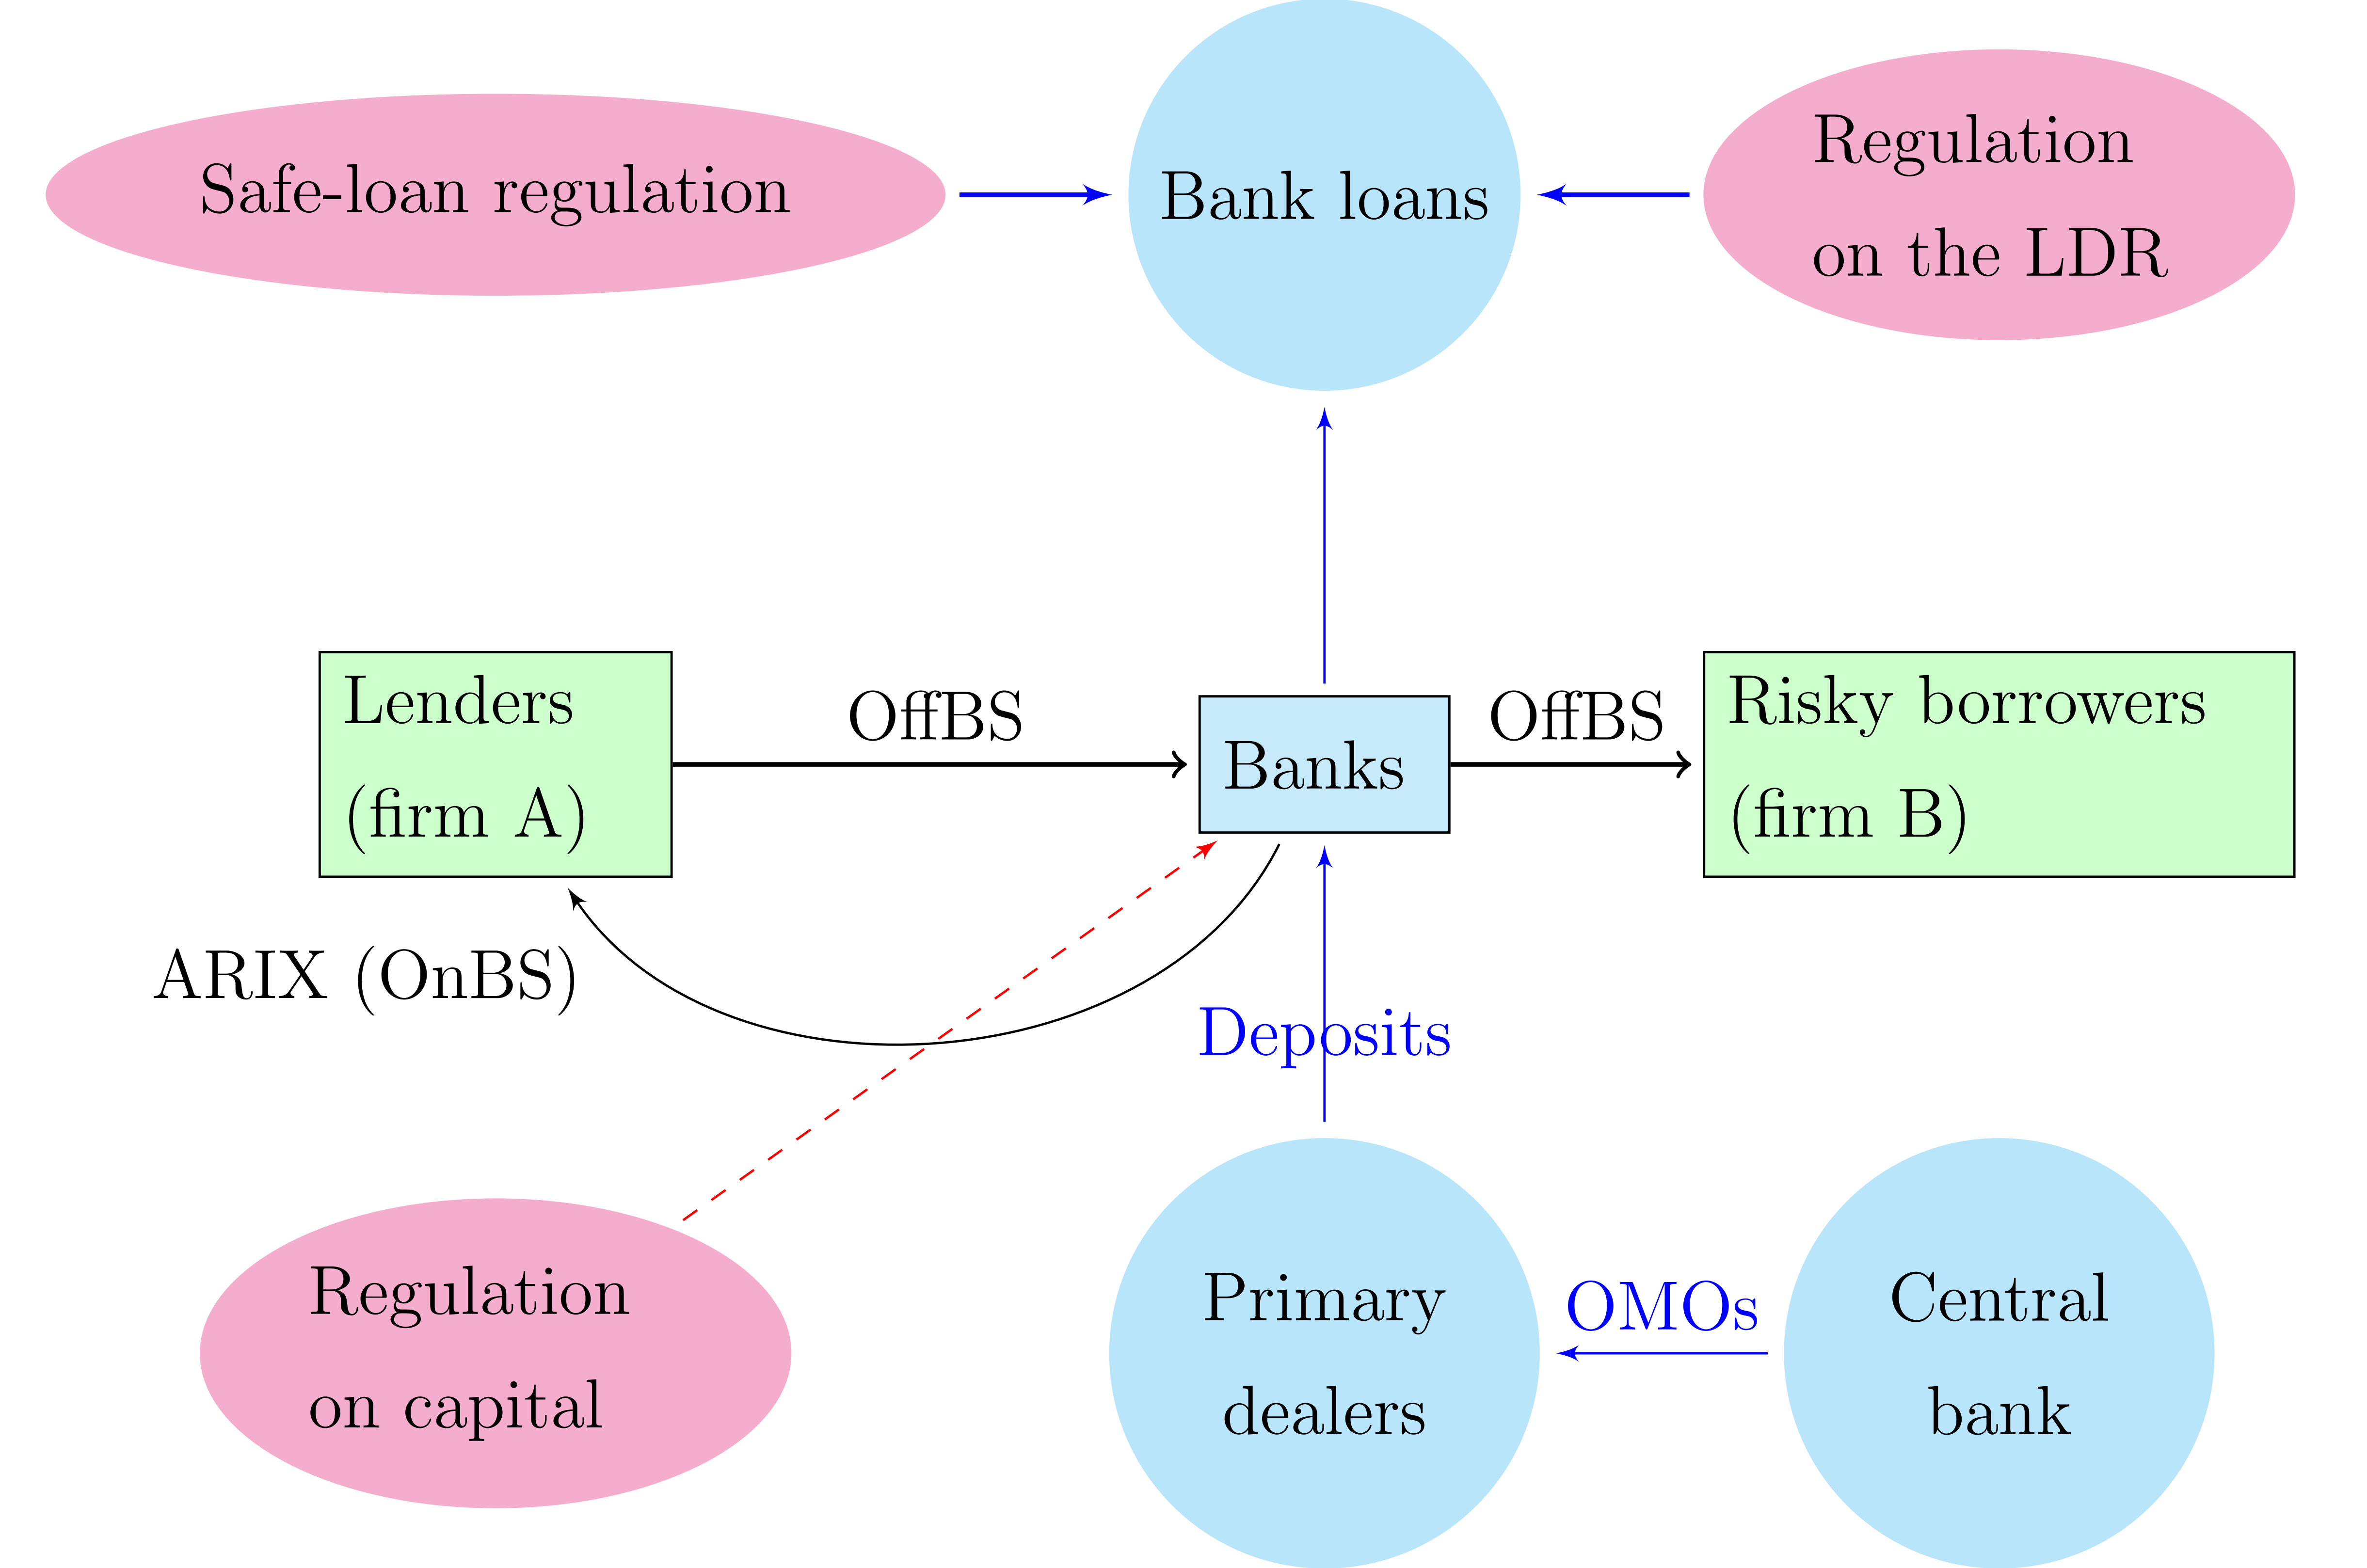 Safe-loan regulation
Bank loans
Regulation
on the LDR
Lenders
(firm A)
OffBS
Banks
OffBS
Risky borrowers
(firm B)
ARIX (OnBS)
Deposits
Regulation
on capital
Primary
dealers
OMOs
Central
bank